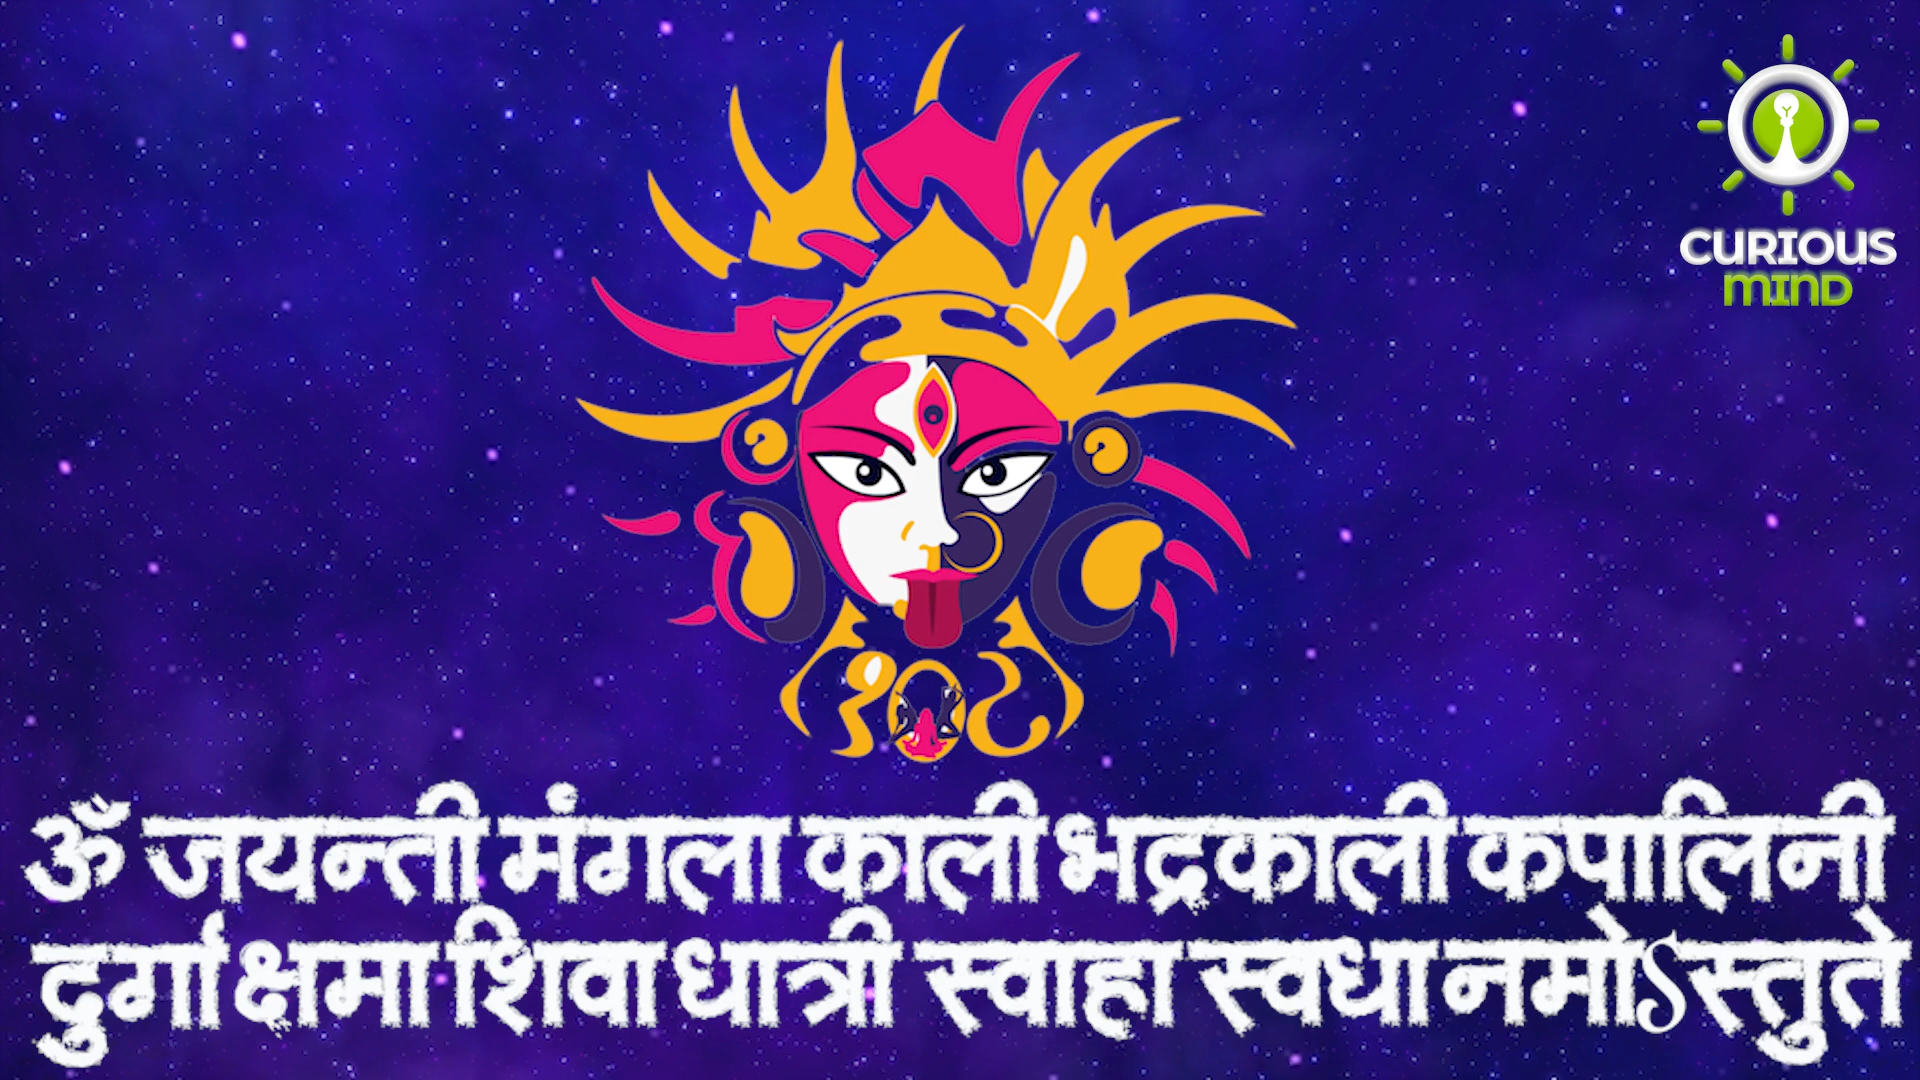 CURIOUS
MIND
१०८
ॐ जयन्ती मंगला काली भद्रकाली कपालिनी
दुर्गा क्षमा शिवा धात्री स्वाहा स्वधा नमोऽस्तुते